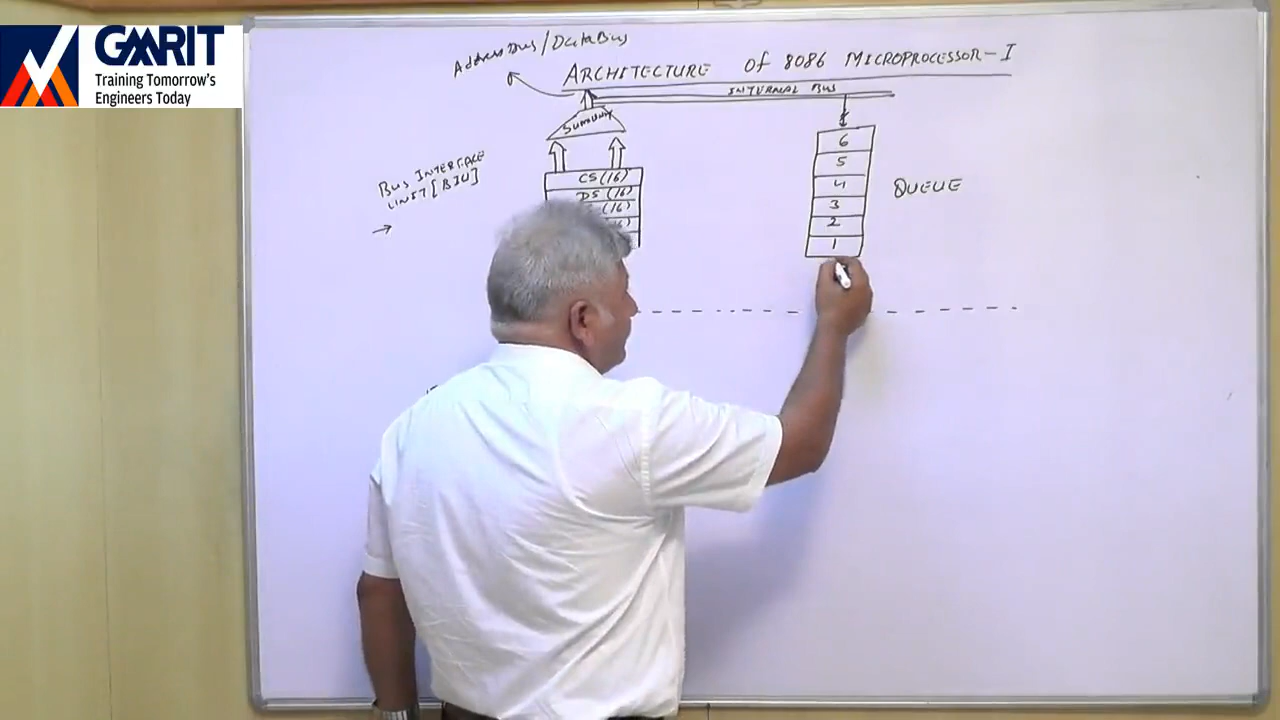 GMRIT
Training Tomorrow's
Engineers Today
Address Bus/Data Bus
ARCHITECTURE of 8086 MICROPROCESSOR-I
INTERNAL BUS
BUS INTERFACE
UNIT [BIU]
CS(16)
DS(16)
(16)
6
5
4
3
2
1
QUEUE